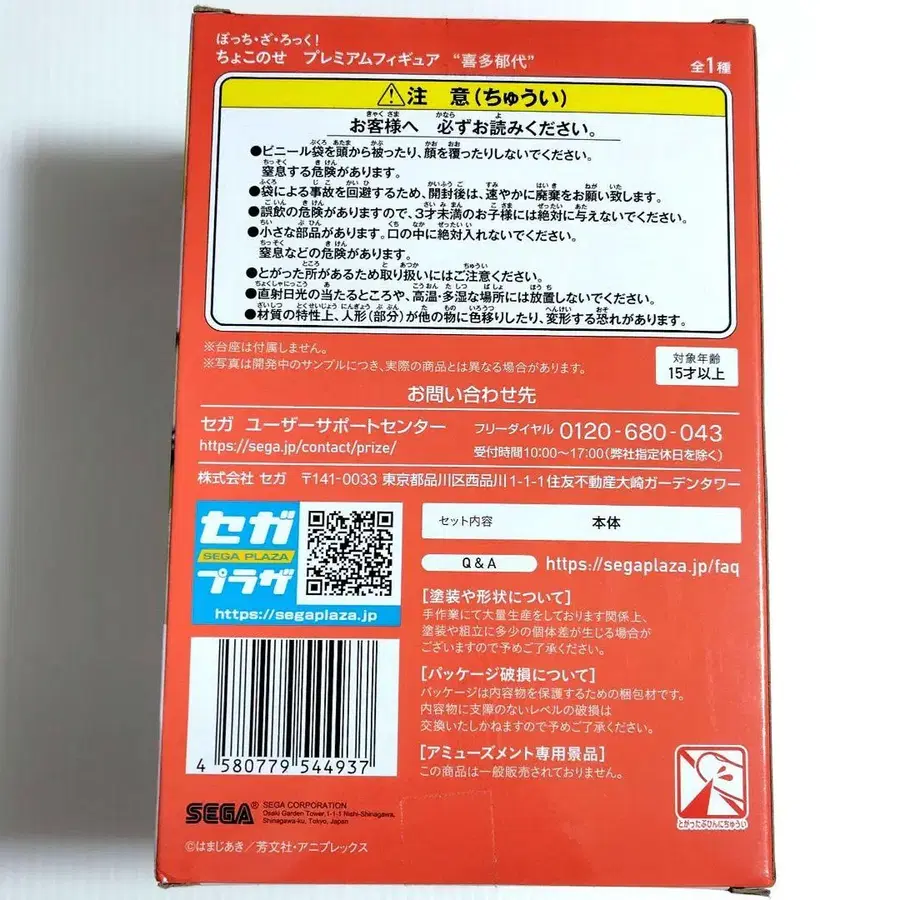 ぼっち・ざ・ろっく!
ちょこのせ プレミアムフィギュア “喜多郁代”
全1種
注 意(ちゅうい)
お客様へ 必ずお読みください。
●ビニール袋を頭から被ったり、顔を覆ったりしないでください。
窒息する危険があります。
●袋による事故を回避するため、開封後は、速やかに廃棄をお願い致します。
●誤飲の危険がありますので、3才未満のお子様には絶対に与えないでください。
●小さな部品があります。口の中に絶対入れないでください。
窒息などの危険があります。
●とがった所があるため取り扱いにはご注意ください。
●直射日光の当たるところや、高温・多湿な場所には放置しないでください。
●材質の特性上、人形(部分)が他の物に色移りしたり、変形する恐れがあります。
※台座は付属しません。
※写真は開発中のサンプルにつき、実際の商品とは異なる場合があります。
対象年齢
15才以上
お問い合わせ先
セガ ユーザーサポートセンター
https://sega.jp/contact/prize/
フリーダイヤル 0120-680-043
受付時間10:00〜17:00(弊社指定休日を除く)
株式会社 セガ 〒141-0033 東京都品川区西品川1-1-1住友不動産大崎ガーデンタワー
セガ
SEGA PLAZA
プラザ
https://segaplaza.jp
セット内容 本体
Q&A https://segaplaza.jp/faq
[塗装や形状について]
手作業にて大量生産をしております関係上、
塗装や組立に多少の個体差が生じる場合が
ございますので予めご了承ください。
[パッケージ破損について]
パッケージは内容物を保護するための梱包材です。
内容物に支障のないレベルの破損は
交換いたしかねますので予めご了承ください。
[アミューズメント専用景品]
この商品は一般販売されておりません。
とがったぶひんにちゅうい
4 580779 544937
SEGA®
SEGA CORPORATION
Osaki Garden Tower,1-1-1 Nishi-Shinagawa,
Shinagawa-ku, Tokyo, Japan
©はまじあき/芳文社・アニプレックス